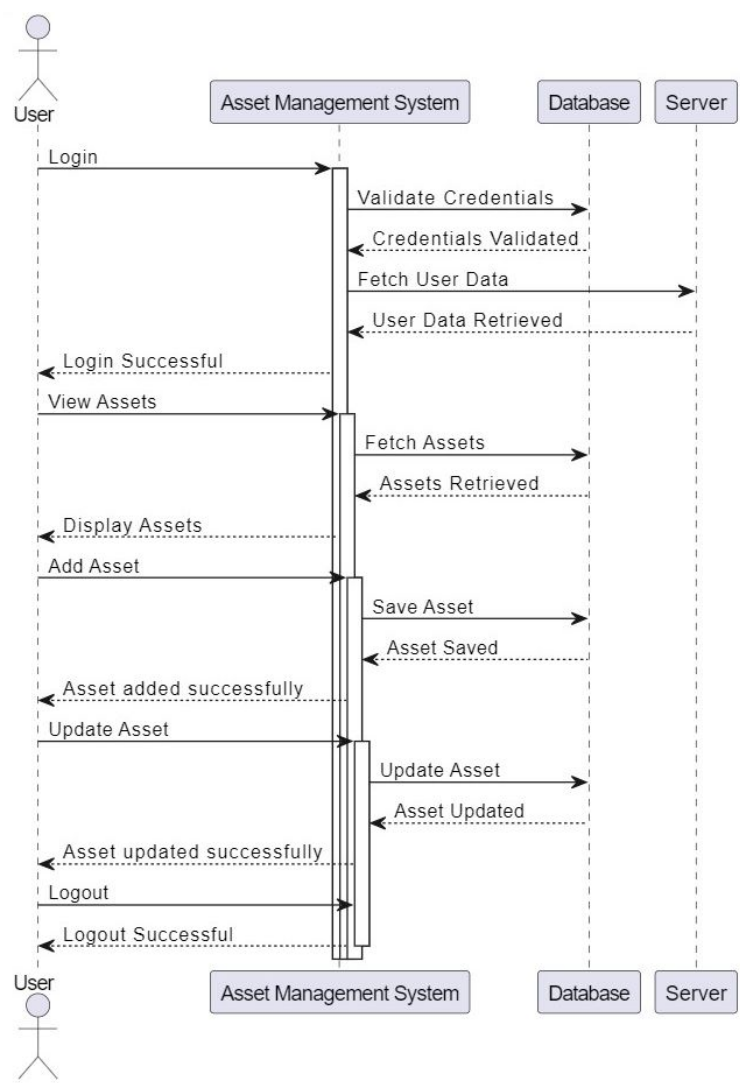 User
Asset Management System
Database
Server
Login
Validate Credentials
Credentials Validated
Fetch User Data
User Data Retrieved
Login Successful
View Assets
Fetch Assets
Assets Retrieved
Display Assets
Add Asset
Save Asset
Asset Saved
Asset added successfully
Update Asset
Update Asset
Asset Updated
Asset updated successfully
Logout
Logout Successful
User
Asset Management System
Database
Server